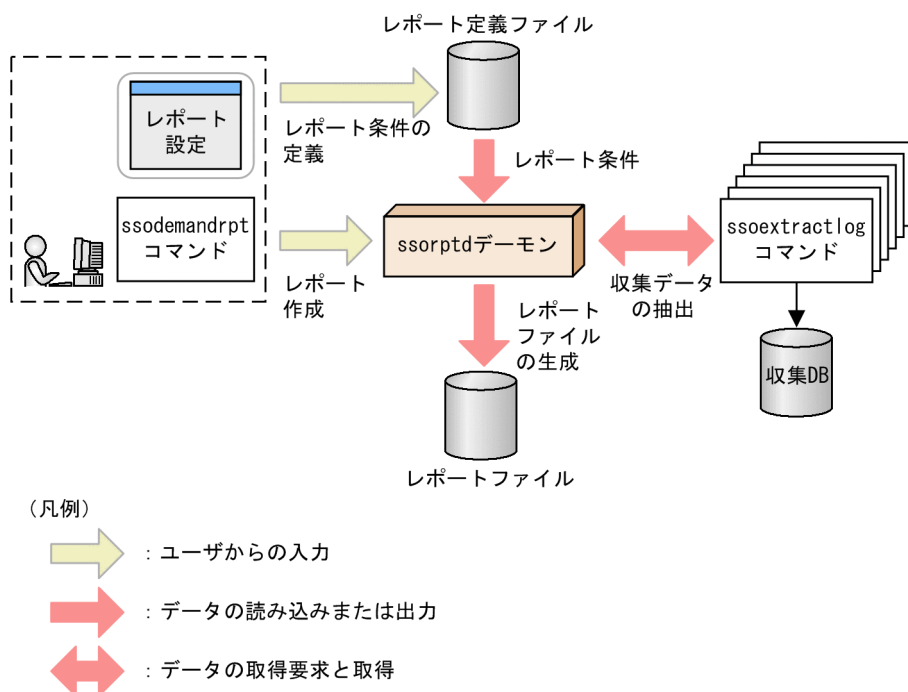 レポート定義ファイル
レポート
設定
レポート条件の
定義
レポート条件
ssodemandrpt
コマンド
レポート
作成
ssorptdデーモン
収集データ
の抽出
ssoextractlog
コマンド
レポート
ファイル
の生成
収集DB
レポートファイル
（凡例）
：ユーザからの入力
：データの読み込みまたは出力
：データの取得要求と取得